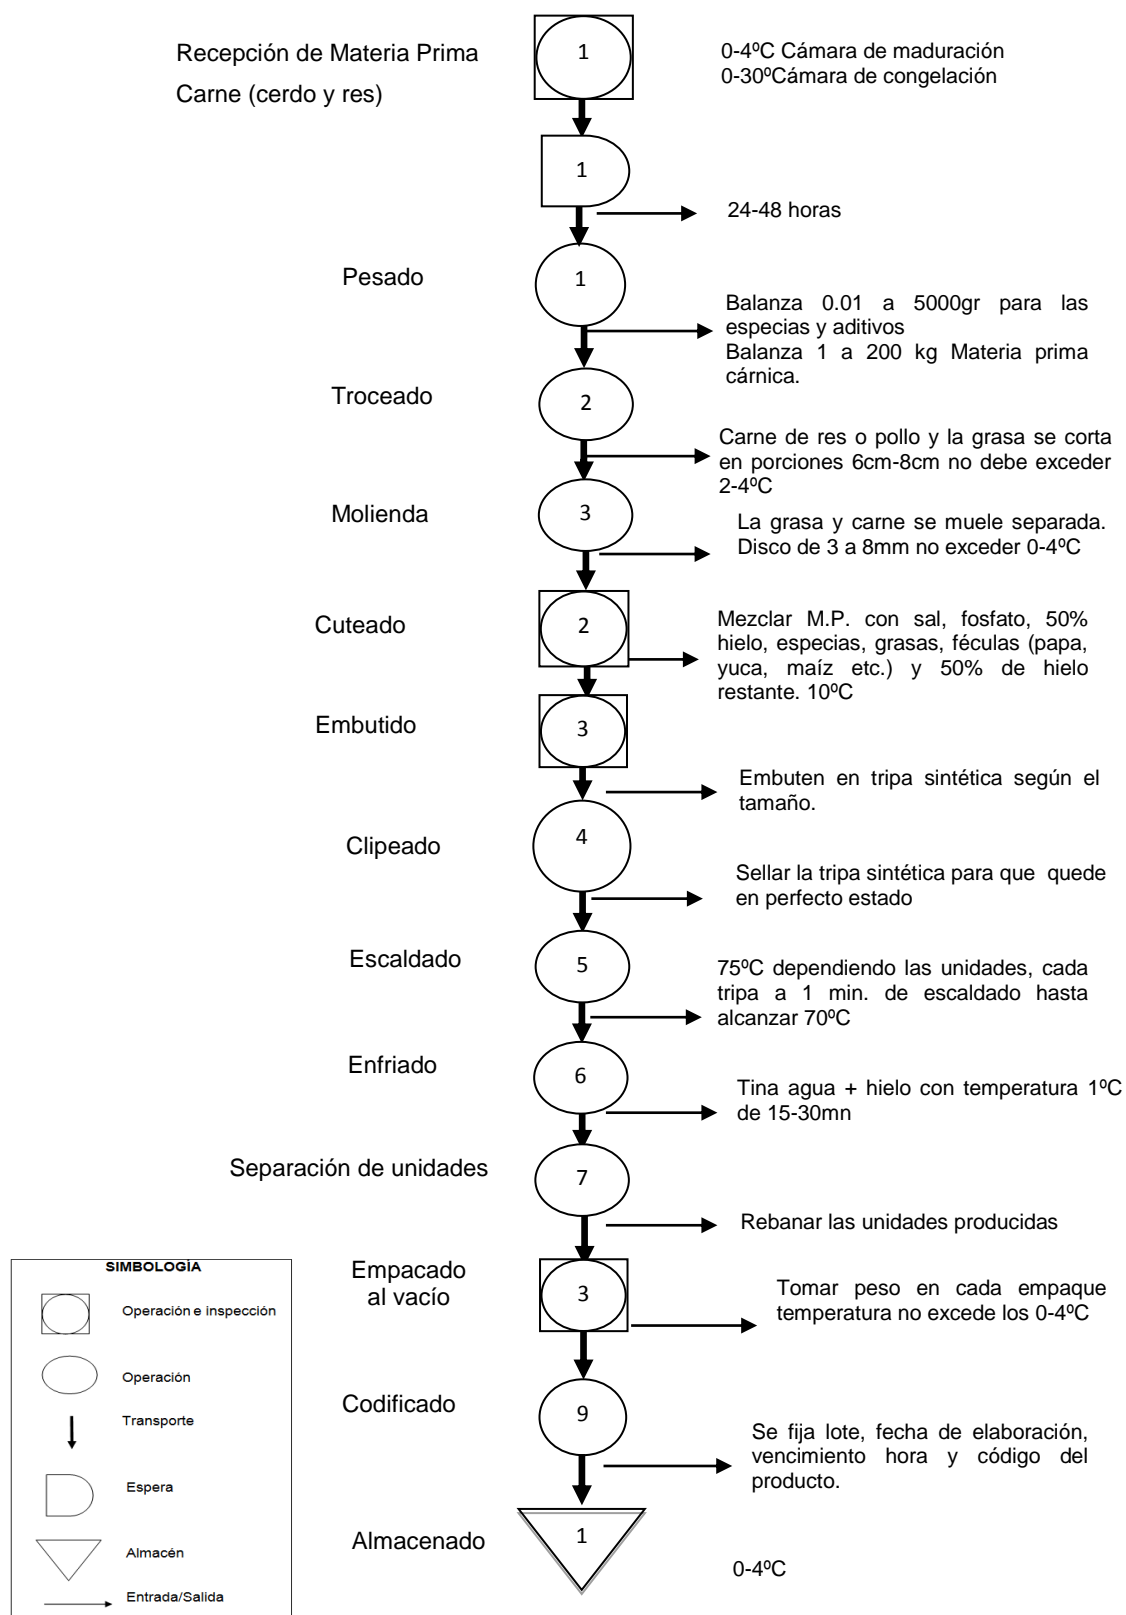 Recepción de Materia Prima
Carne (cerdo y res)
1
0-4ºC Cámara de maduración
0-30ºCámara de congelación
1
24-48 horas
Pesado
1
Balanza 0.01 a 5000gr para las
especias y aditivos
Balanza 1 a 200 kg Materia prima
cárnica.
Troceado
2
Carne de res o pollo y la grasa se corta
en porciones 6cm-8cm no debe exceder
2-4ºC
Molienda
3
La grasa y carne se muele separada.
Disco de 3 a 8mm no exceder 0-4ºC
Cuteado
2
Mezclar M.P. con sal, fosfato, 50%
hielo, especias, grasas, féculas (papa,
yuca, maíz etc.) y 50% de hielo
restante. 10ºC
Embutido
3
Embuten en tripa sintética según el
tamaño.
Clipeado
4
Sellar la tripa sintética para que quede
en perfecto estado
Escaldado
5
75ºC dependiendo las unidades, cada
tripa a 1 min. de escaldado hasta
alcanzar 70ºC
Enfriado
6
Tina agua + hielo con temperatura 1ºC
de 15-30mn
Separación de unidades
7
Rebanar las unidades producidas
Empacado
al vacío
3
Tomar peso en cada empaque
temperatura no excede los 0-4ºC
Codificado
9
Se fija lote, fecha de elaboración,
vencimiento hora y código del
producto.
Almacenado
1
0-4ºC
SIMBOLOGÍA
Operación e inspección
Operación
Transporte
Espera
Almacén
Entrada/Salida